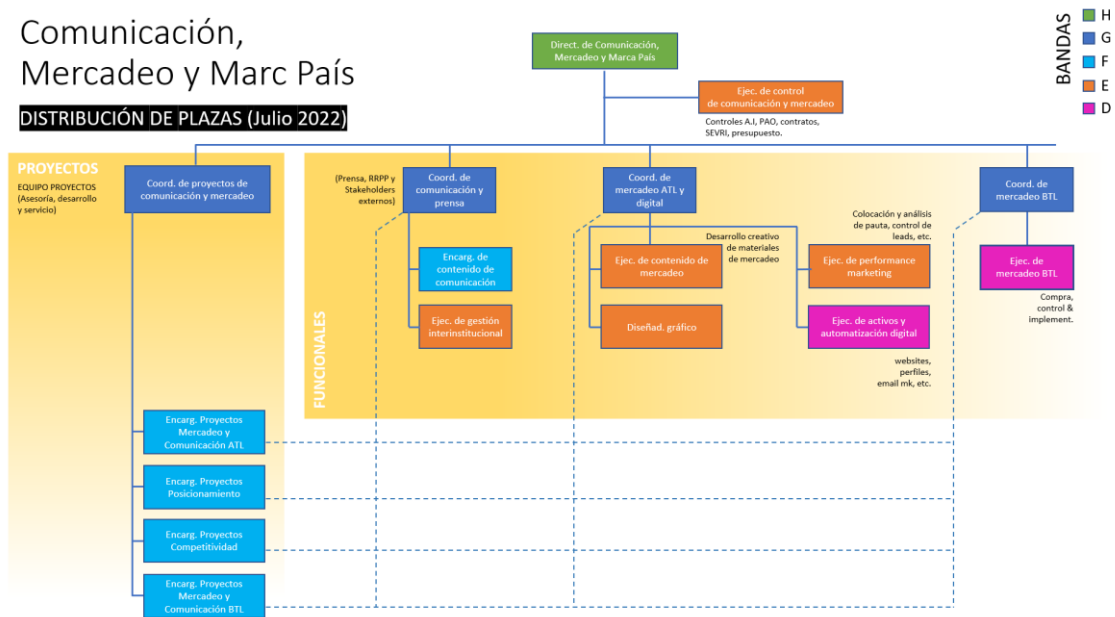 Comunicación,
Mercadeo y Marc País
DISTRIBUCIÓN DE PLAZAS (Julio 2022)
BANDAS
H
G
F
E
D
Direct. de Comunicación,
Mercadeo y Marca País
Ejec. de control
de comunicación y mercadeo
Controles A.I, PAO, contratos,
SEVRI, presupuesto.
PROYECTOS
EQUIPO PROYECTOS
(Asesoría, desarrollo
y servicio)
Coord. de proyectos de
comunicación y mercadeo
FUNCIONALES
(Prensa, RRPP y
Stakeholders
externos)
Coord. de
comunicación y
prensa
Coord. de
mercadeo ATL y
digital
Coord. de
mercadeo BTL
Encarg. de
contenido de
comunicación
Ejec. de gestión
interinstitucional
Desarrollo creativo
de materiales
de mercadeo
Ejec. de contenido de
mercadeo
Diseñad. gráfico
Colocación y análisis
de pauta, control de
leads, etc.
Ejec. de performance
marketing
Ejec. de activos y
automatización digital
websites,
perfiles,
email mk, etc.
Ejec. de
mercadeo BTL
Compra,
control &
implement.
Encarg. Proyectos
Mercadeo y
Comunicación ATL
Encarg. Proyectos
Posicionamiento
Encarg. Proyectos
Competitividad
Encarg. Proyectos
Mercadeo y
Comunicación BTL